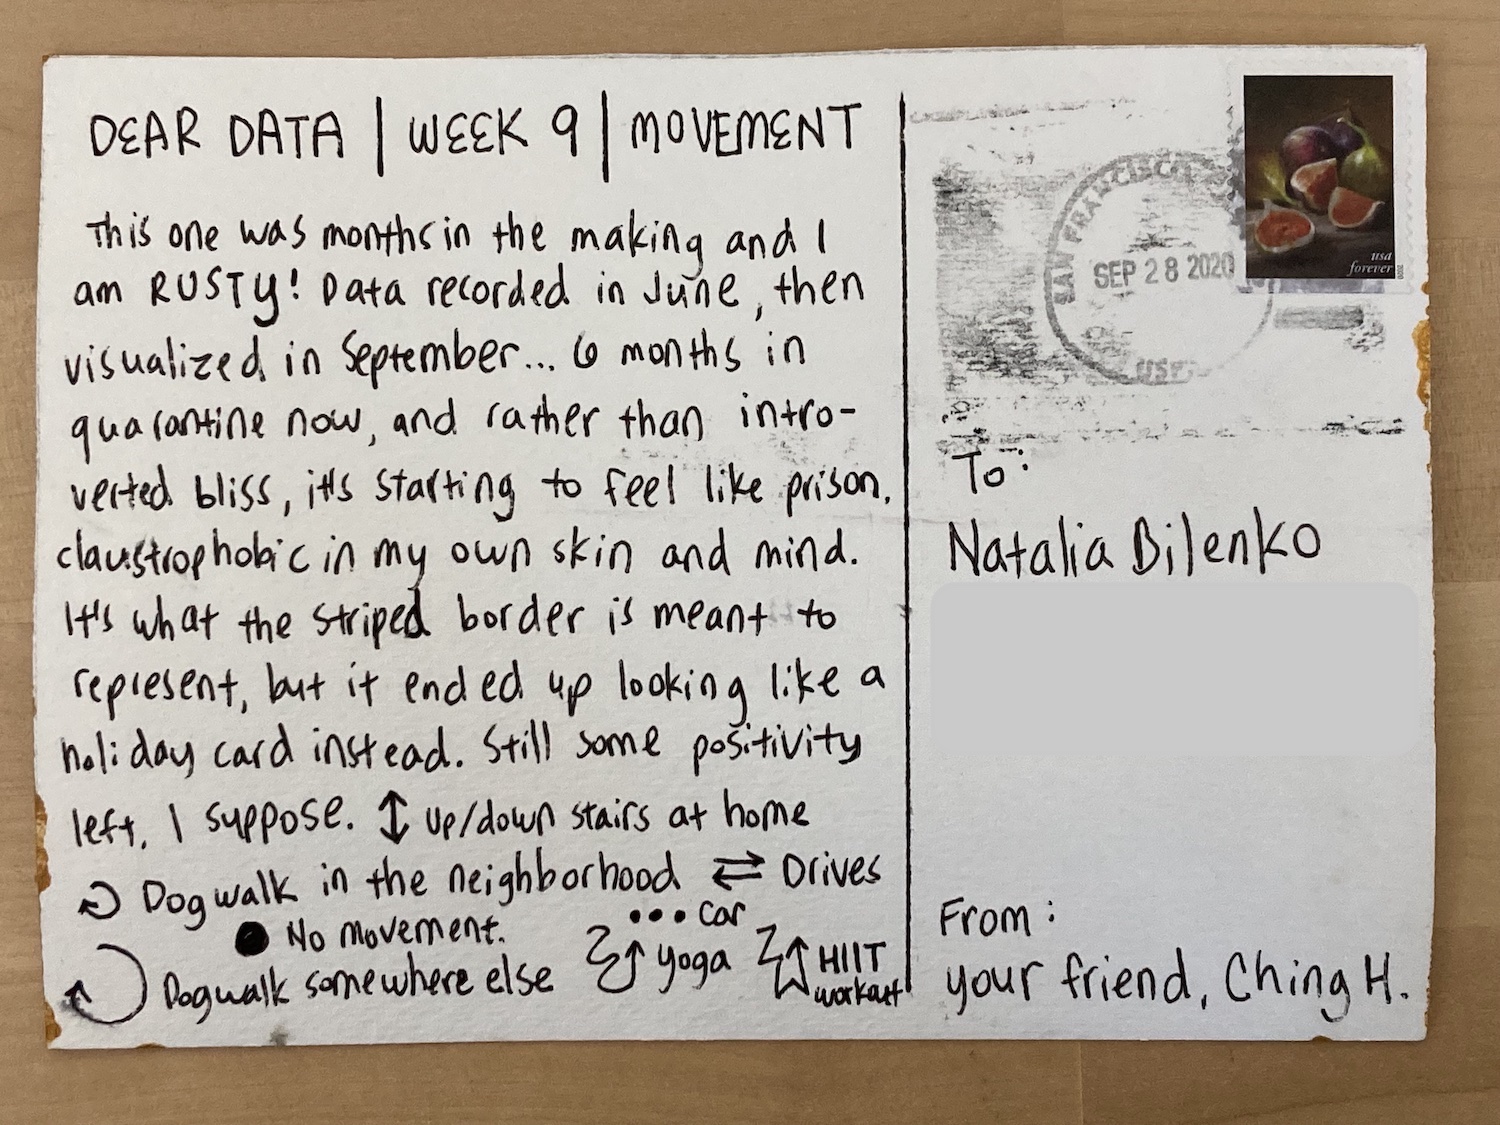 DEAR DATA | WEEK 9 | MOVEMENT
This one was months in the making and I
am RUSTY! Data recorded in June, then
visualized in September... 6 months in
quarantine now, and rather than intro-
verted bliss, it's starting to feel like prison,
claustrophobic in my own skin and mind.
It's what the striped border is meant to
represent, but it ended up looking like a
holiday card instead. Still some positivity
left, I suppose. ↕ up/down stairs at home
↻ Dogwalk in the neighborhood ⇄ Drives
● No movement. ••• car
Dogwalk somewhere else yoga HIIT
workout
SAN FRANCISCO
SEP 28 2020
usa
forever
2020
To:
Natalia Bilenko
From:
your friend, Ching H.